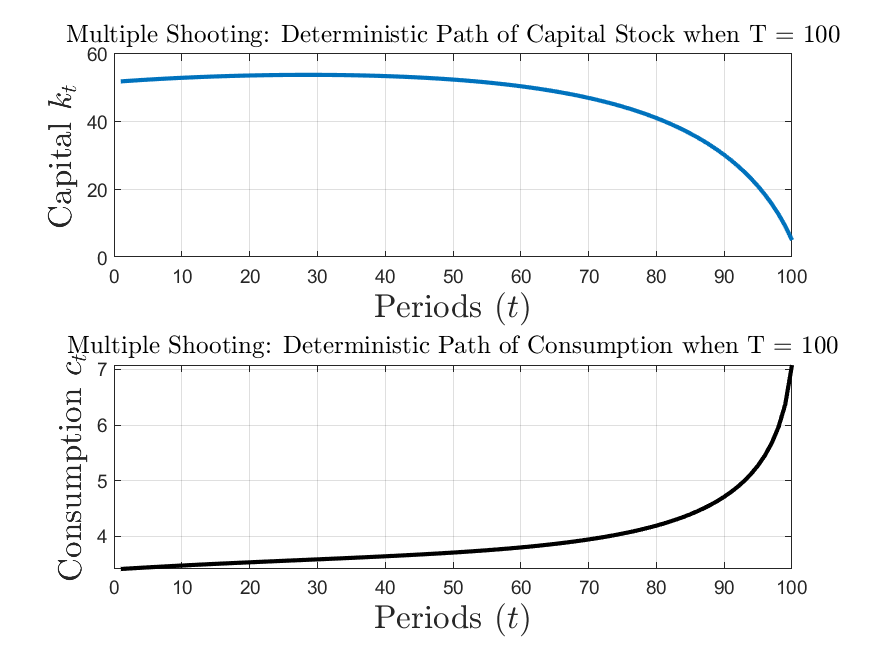 Multiple Shooting: Deterministic Path of Capital Stock when T = 100
Capital k_t
60
40
20
0
0 10 20 30 40 50 60 70 80 90 100
Periods (t)
Multiple Shooting: Deterministic Path of Consumption when T = 100
Consumption c_t
7
6
5
4
0 10 20 30 40 50 60 70 80 90 100
Periods (t)